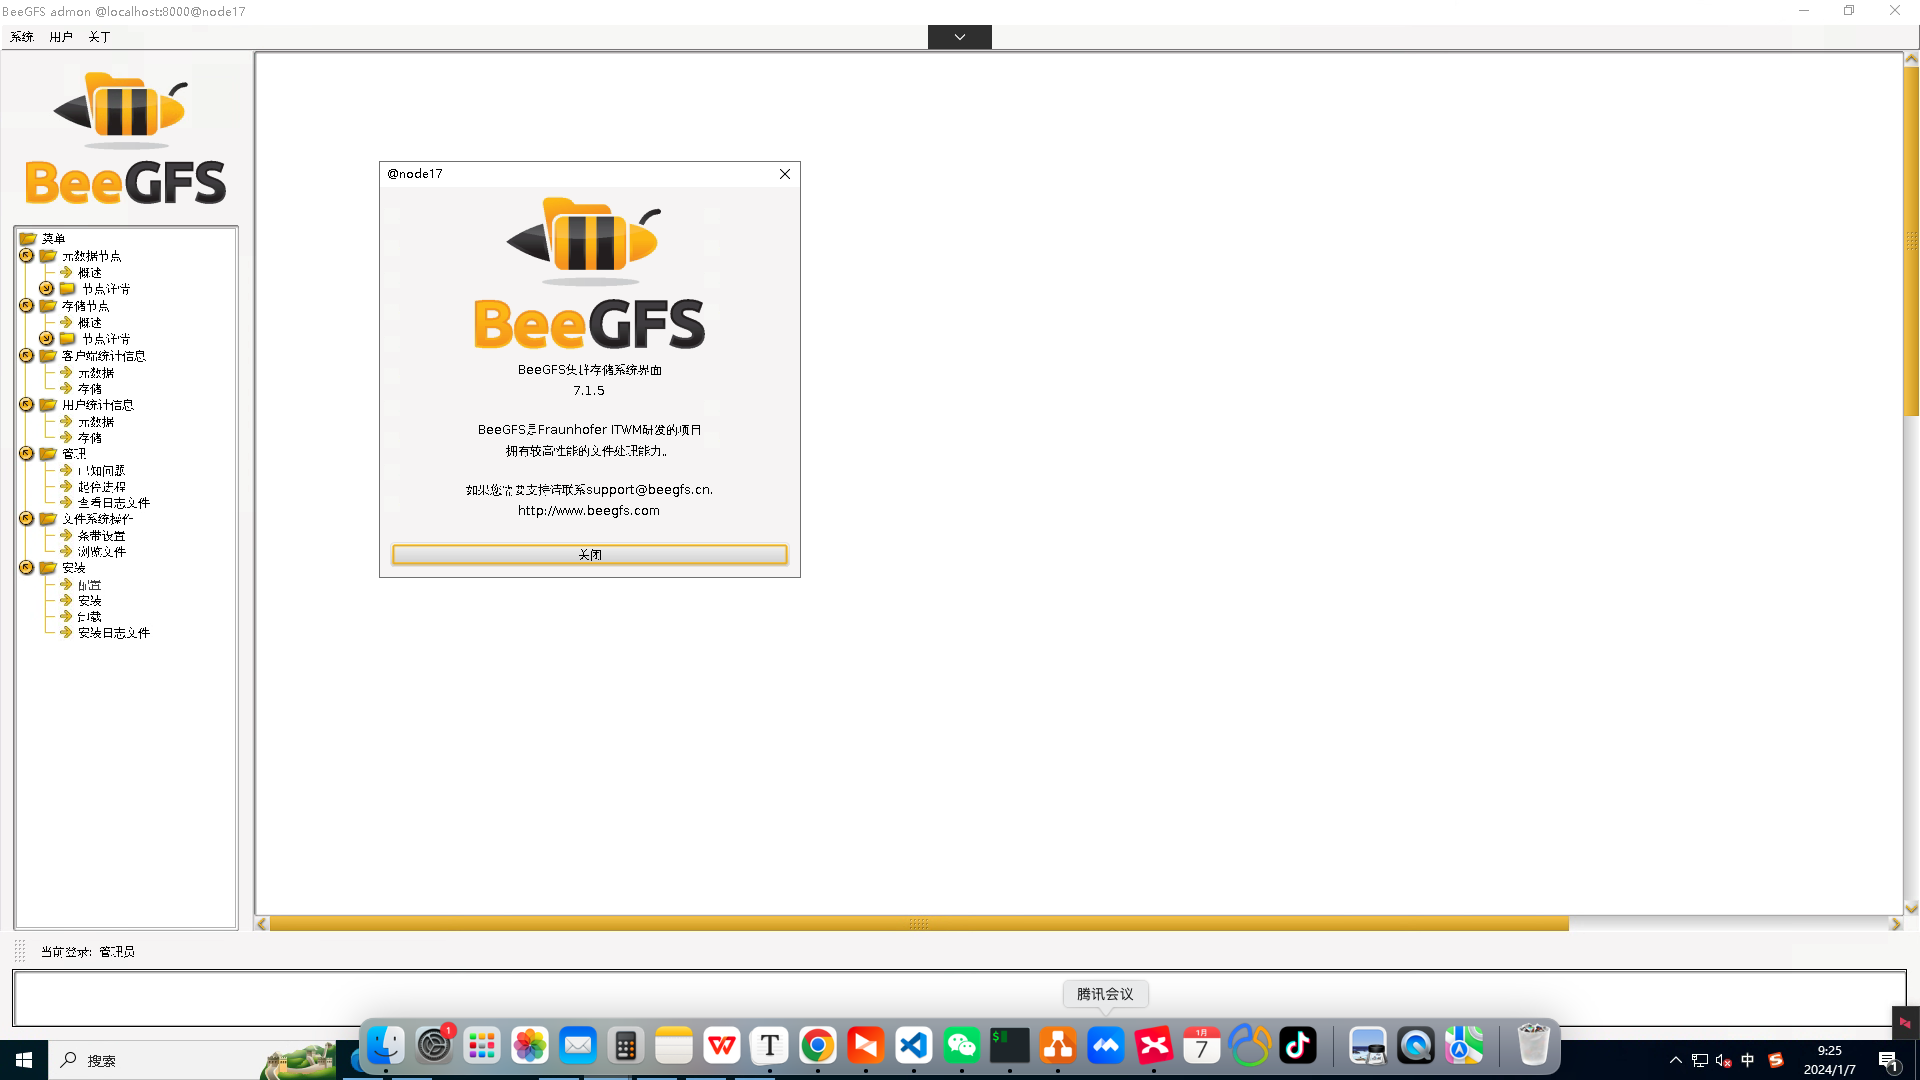 BeeGFS admon @localhost:8000@node17
系统 用户 关于
BeeGFS
菜单
元数据节点
概述
节点详情
存储节点
概述
节点详情
客户端统计信息
元数据
存储
用户统计信息
元数据
存储
管理
已知问题
起停进程
查看日志文件
文件系统操作
条带设置
浏览文件
安装
配置
安装
卸载
安装日志文件
@node17
BeeGFS
BeeGFS集群存储系统界面
7.1.5
BeeGFS是Fraunhofer ITWM研发的项目
拥有较高性能的文件处理能力。
如果您需要支持请联系support@beegfs.cn.
http://www.beegfs.com
关闭
当前登录: 管理员
腾讯会议
1
1月
7
T
$
搜索
中
9:25
2024/1/7
1